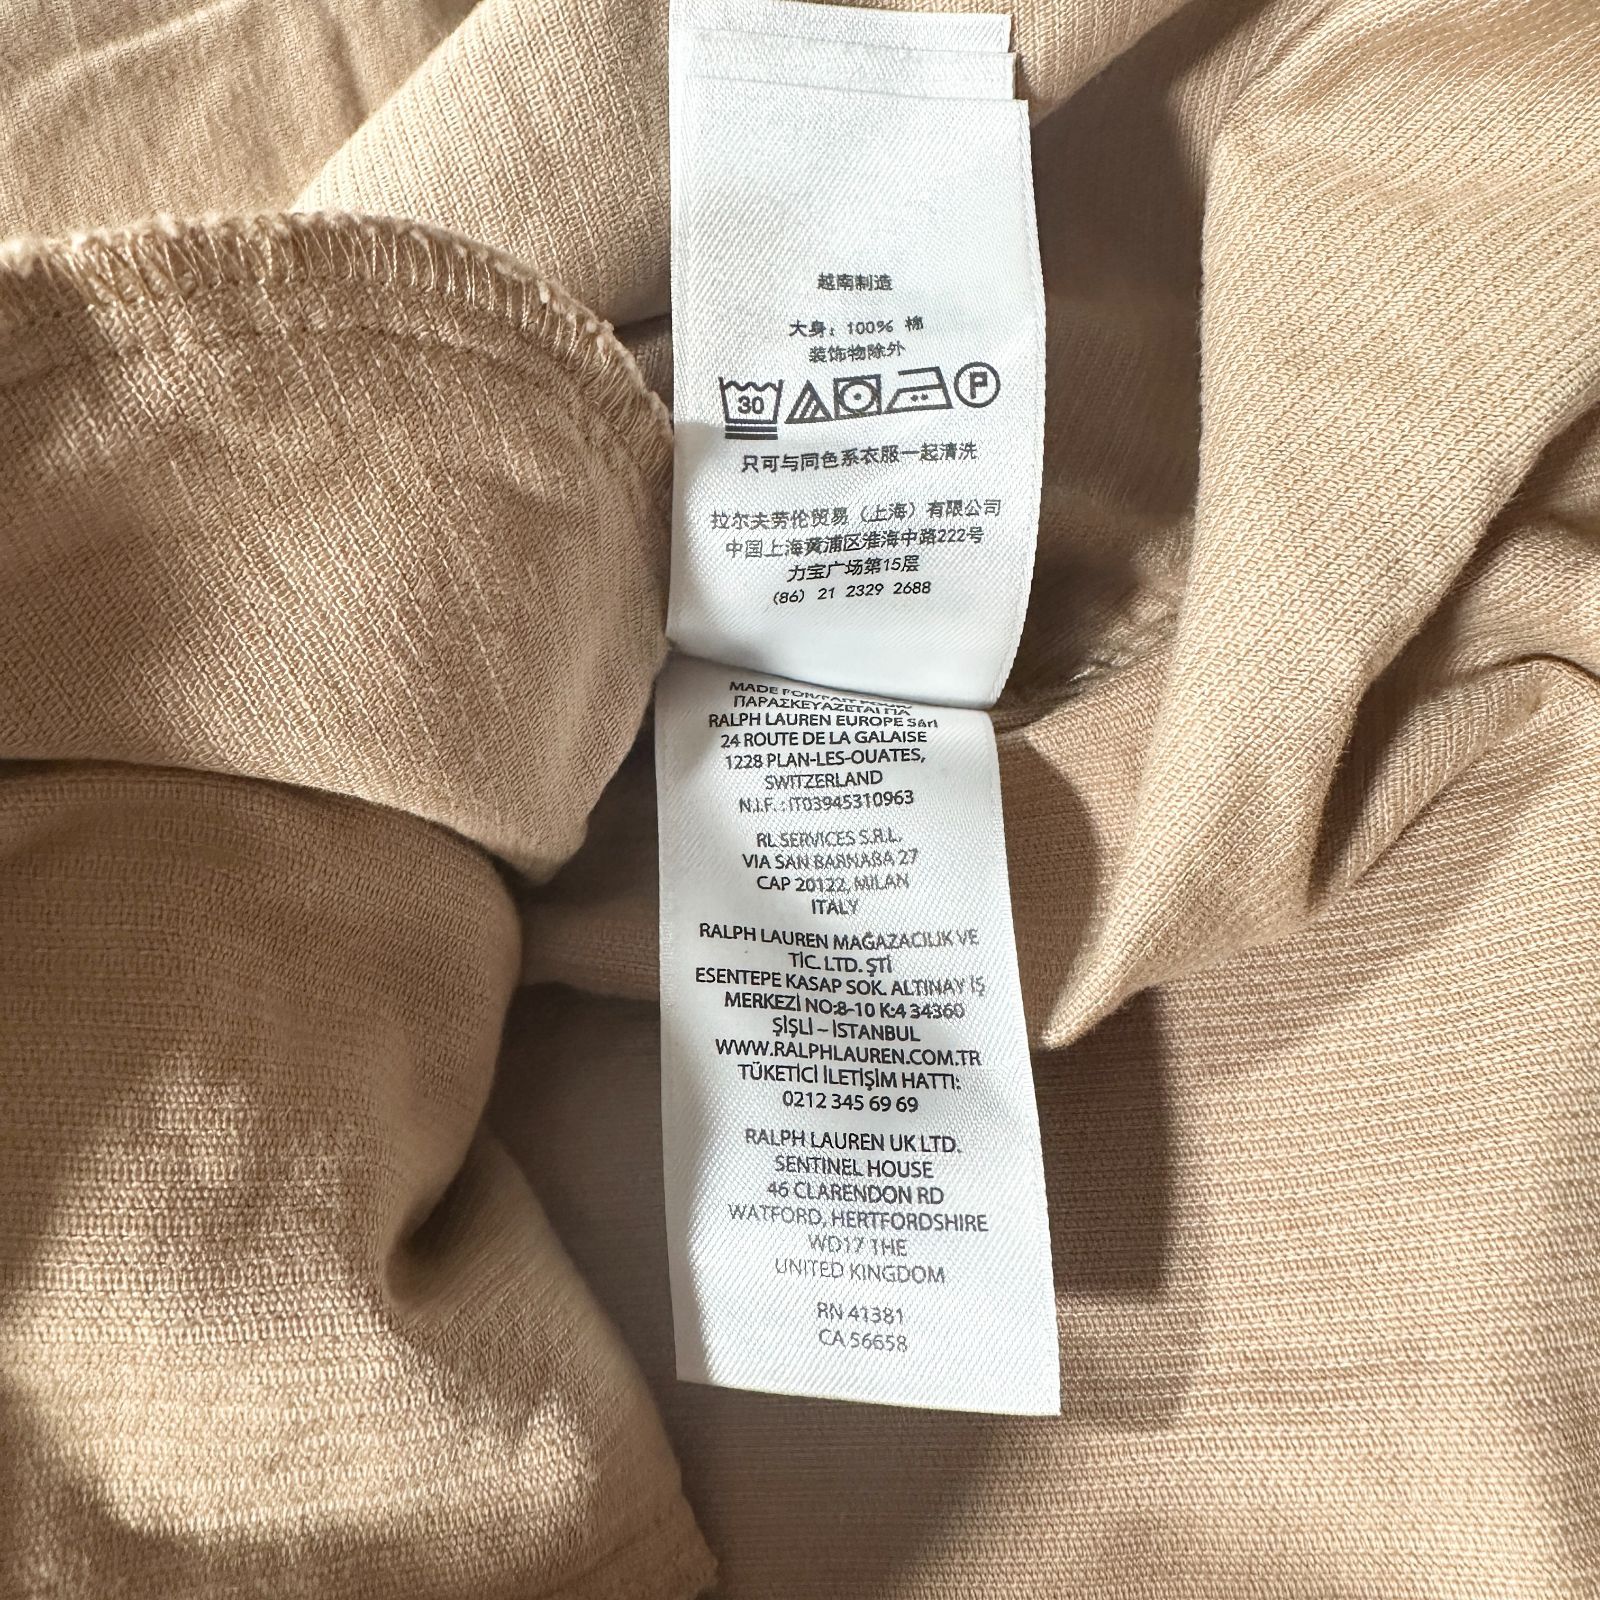 越南制造
大身: 100% 棉
装饰物除外
30
P
只可与同色系衣服一起清洗
拉尔夫劳伦贸易（上海）有限公司
中国上海黄浦区淮海中路222号
力宝广场第15层
(86) 21 2329 2688
MADE FOR/FAIT POUR/
ΠΑΡΑΣΚΕΥΑΖΕΤΑΙ ΓΙΑ
RALPH LAUREN EUROPE Sàrl
24 ROUTE DE LA GALAISE
1228 PLAN-LES-OUATES,
SWITZERLAND
N.I.F. : IT03945310963
RL SERVICES S.R.L.
VIA SAN BARNABA 27
CAP 20122, MILAN
ITALY
RALPH LAUREN MAĞAZACILIK VE
TİC. LTD. ŞTİ
ESENTEPE KASAP SOK. ALTINAY İŞ
MERKEZİ NO:8-10 K:4 34360
ŞİŞLİ – İSTANBUL
WWW.RALPHLAUREN.COM.TR
TÜKETİCİ İLETİŞİM HATTI:
0212 345 69 69
RALPH LAUREN UK LTD.
SENTINEL HOUSE
46 CLARENDON RD
WATFORD, HERTFORDSHIRE
WD17 1HE
UNITED KINGDOM
RN 41381
CA 56658